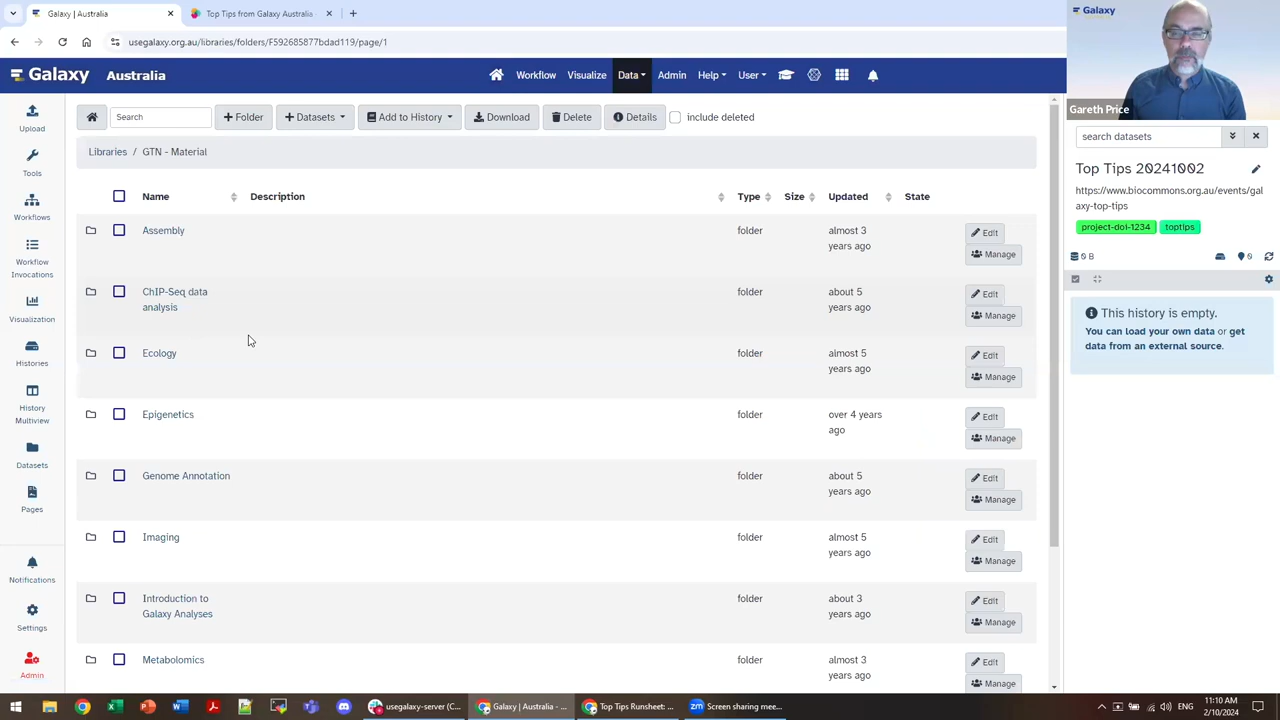 Galaxy | Australia
Top Tips from Galaxy Australia
usegalaxy.org.au/libraries/folders/F592685877bdad119/page/1
Galaxy
Gareth Price
Galaxy Australia
Workflow
Visualize
Data
Admin
Help
User
Upload
Tools
Workflows
Workflow
Invocations
Visualization
Histories
History
Multiview
Datasets
Pages
Notifications
Settings
Admin
Search
+ Folder
+ Datasets
Add to History
Download
Delete
Details
include deleted
Libraries / GTN - Material
Name Description Type Size Updated State
Assembly folder almost 3
years ago
Edit
Manage
ChIP-Seq data
analysis
folder about 5
years ago
Edit
Manage
Ecology folder almost 5
years ago
Edit
Manage
Epigenetics folder over 4 years
ago
Edit
Manage
Genome Annotation folder about 5
years ago
Edit
Manage
Imaging folder almost 5
years ago
Edit
Manage
Introduction to
Galaxy Analyses
folder about 3
years ago
Edit
Manage
Metabolomics folder almost 3
years ago
Edit
Manage
search datasets
Top Tips 20241002
https://www.biocommons.org.au/events/gal
axy-top-tips
project-doi-1234 toptips
0 B
0
This history is empty.
You can load your own data or get
data from an external source.
usegalaxy-server (C...
Galaxy | Australia - ...
Top Tips Runsheet: ...
Screen sharing mee...
11:10 AM
2/10/2024